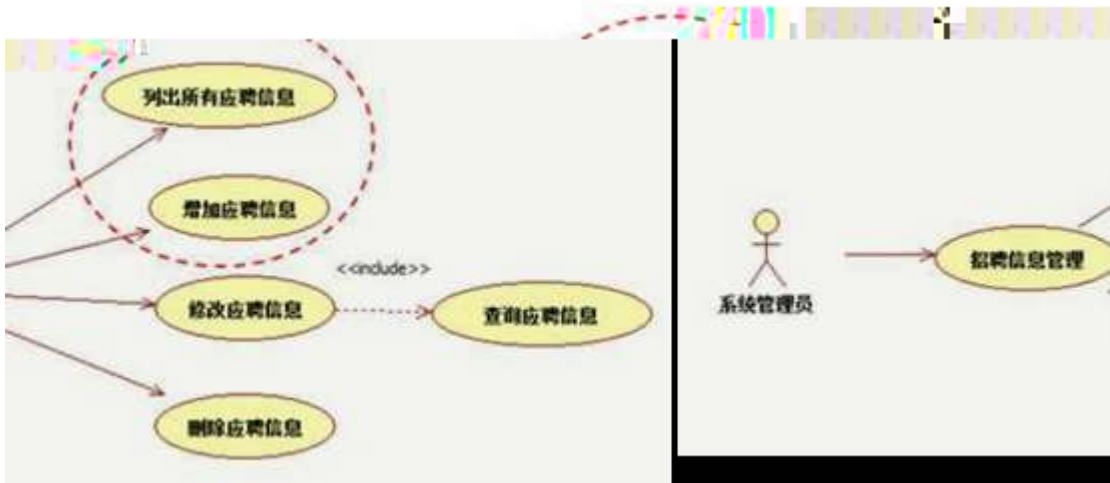 列出所有应聘信息
增加应聘信息
<<include>>
修改应聘信息
查询应聘信息
删除应聘信息
系统管理员
招聘信息管理